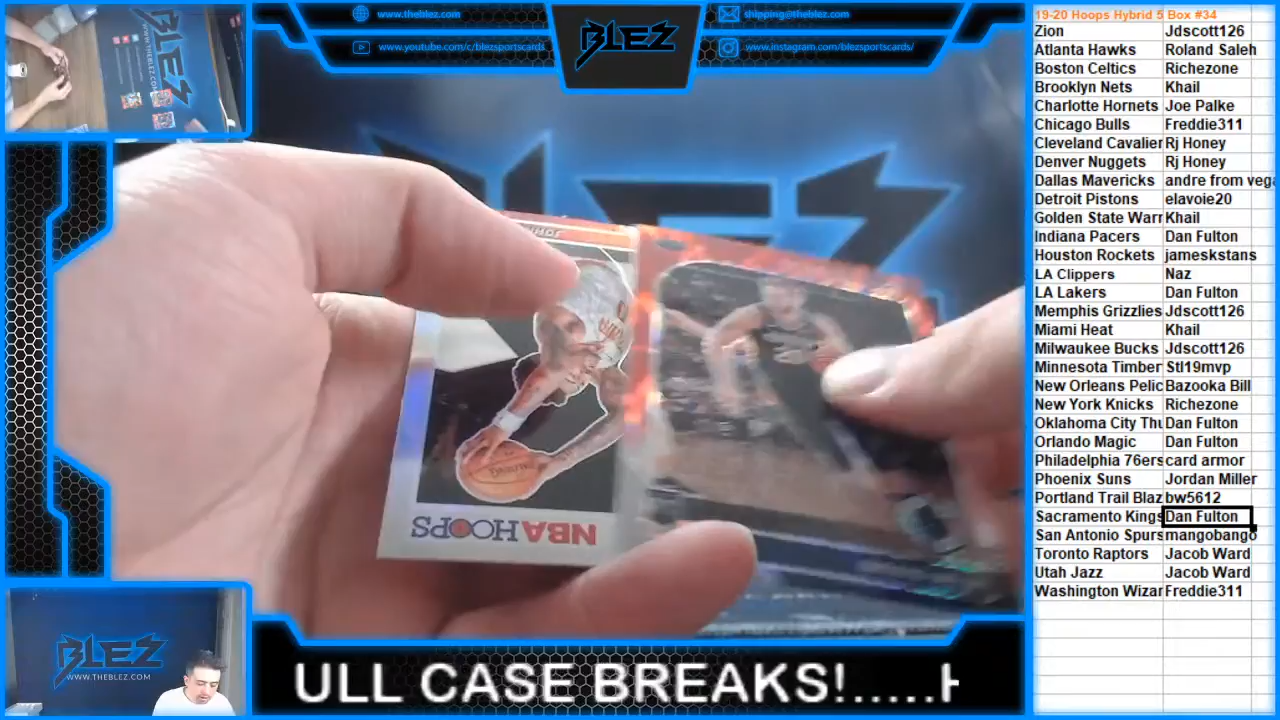 www.theblez.com
www.youtube.com/c/blezsportscards
BLEZ
shipping@theblez.com
www.instagram.com/blezsportscards/
BLEZ
WWW.THEBLEZ.COM
BLEZ
NBA HOOPS
BLEZ
WWW.THEBLEZ.COM
ULL CASE BREAKS!.....H
19-20 Hoops Hybrid 5 Box #34
Zion Jdscott126
Atlanta Hawks Roland Saleh
Boston Celtics Richezone
Brooklyn Nets Khail
Charlotte Hornets Joe Palke
Chicago Bulls Freddie311
Cleveland Cavalier Rj Honey
Denver Nuggets Rj Honey
Dallas Mavericks andre from vega
Detroit Pistons elavoie20
Golden State Warr Khail
Indiana Pacers Dan Fulton
Houston Rockets jameskstans
LA Clippers Naz
LA Lakers Dan Fulton
Memphis Grizzlies Jdscott126
Miami Heat Khail
Milwaukee Bucks Jdscott126
Minnesota Timber Stl19mvp
New Orleans Pelic Bazooka Bill
New York Knicks Richezone
Oklahoma City Thu Dan Fulton
Orlando Magic Dan Fulton
Philadelphia 76ers card armor
Phoenix Suns Jordan Miller
Portland Trail Blaz bw5612
Sacramento Kings Dan Fulton
San Antonio Spurs mangobango
Toronto Raptors Jacob Ward
Utah Jazz Jacob Ward
Washington Wizar Freddie311